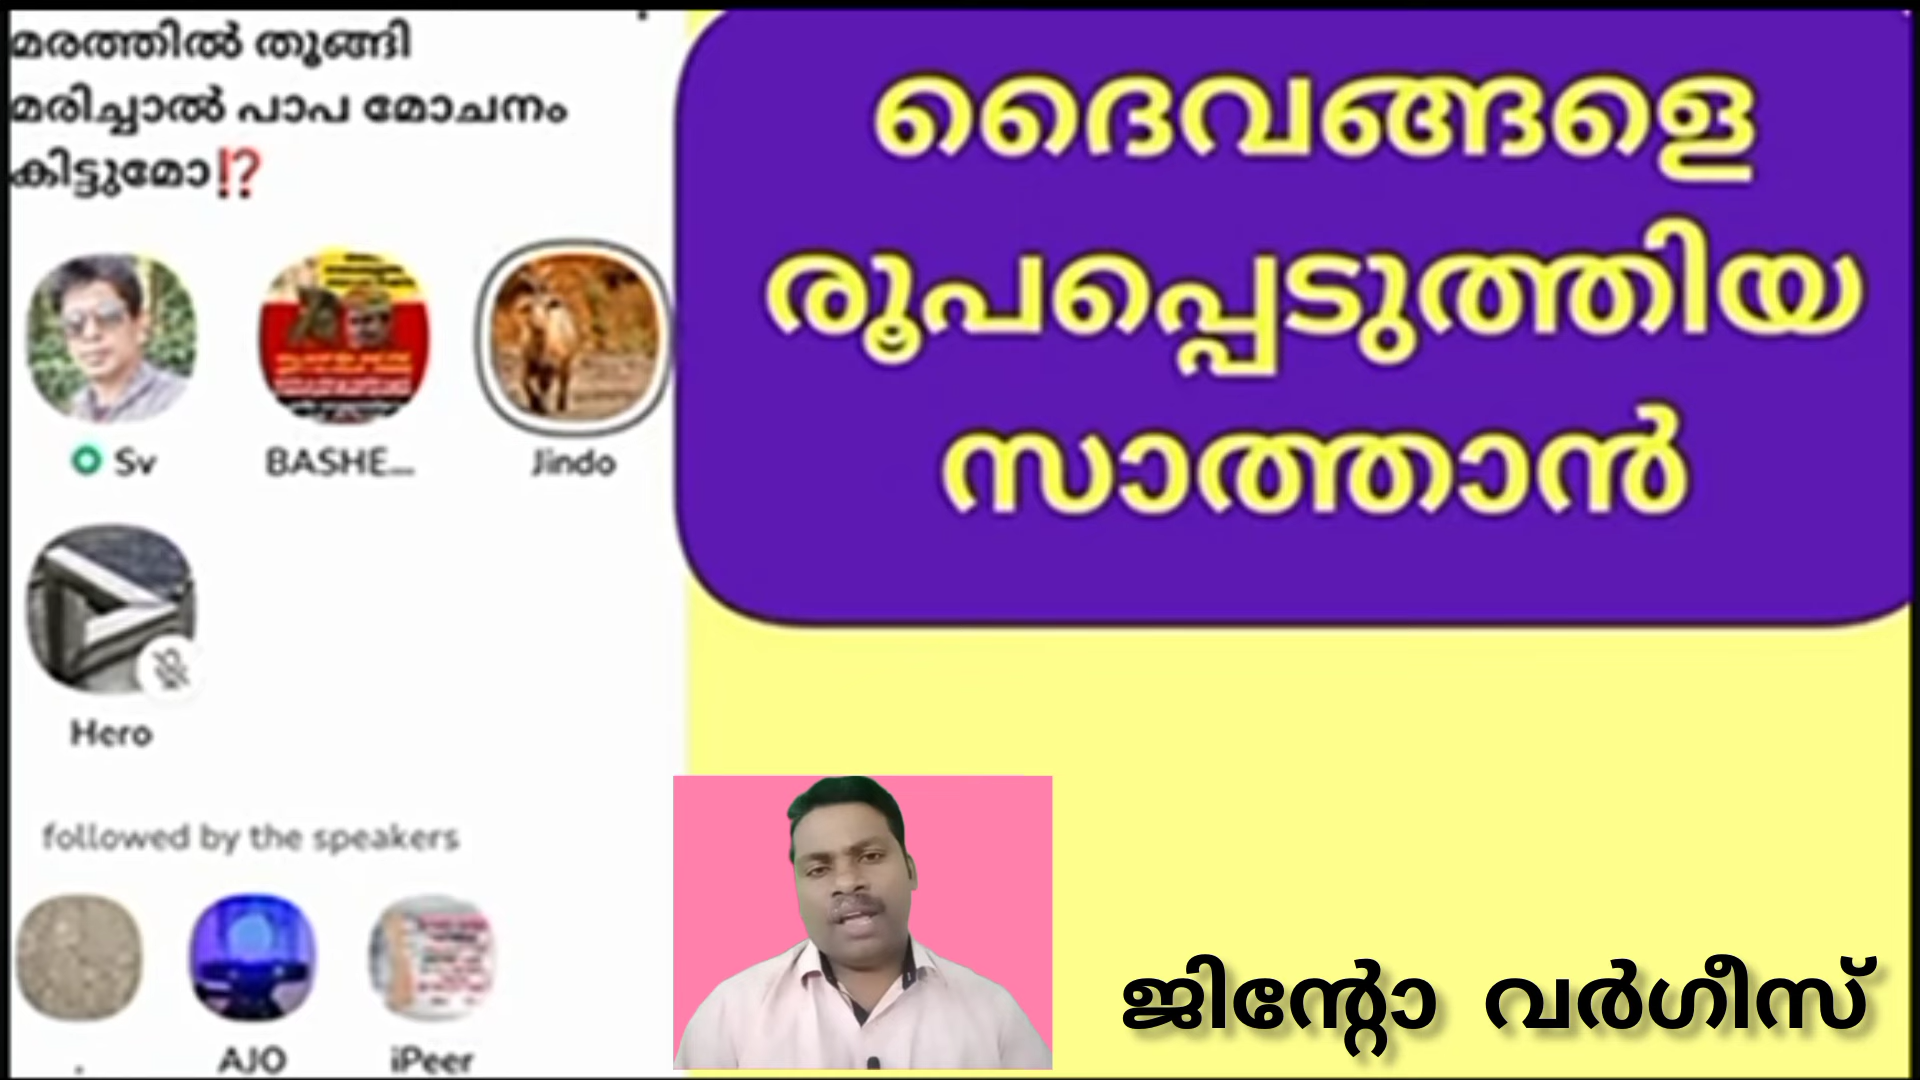 മരത്തിൽ തൂങ്ങി
മരിച്ചാൽ പാപ മോചനം
കിട്ടുമോ⁉️
Sv
BASHE...
Jindo
Hero
followed by the speakers
.
AJO
iPeer
ദൈവങ്ങളെ
രൂപപ്പെടുത്തിയ
സാത്താൻ
ജിന്റോ വർഗീസ്